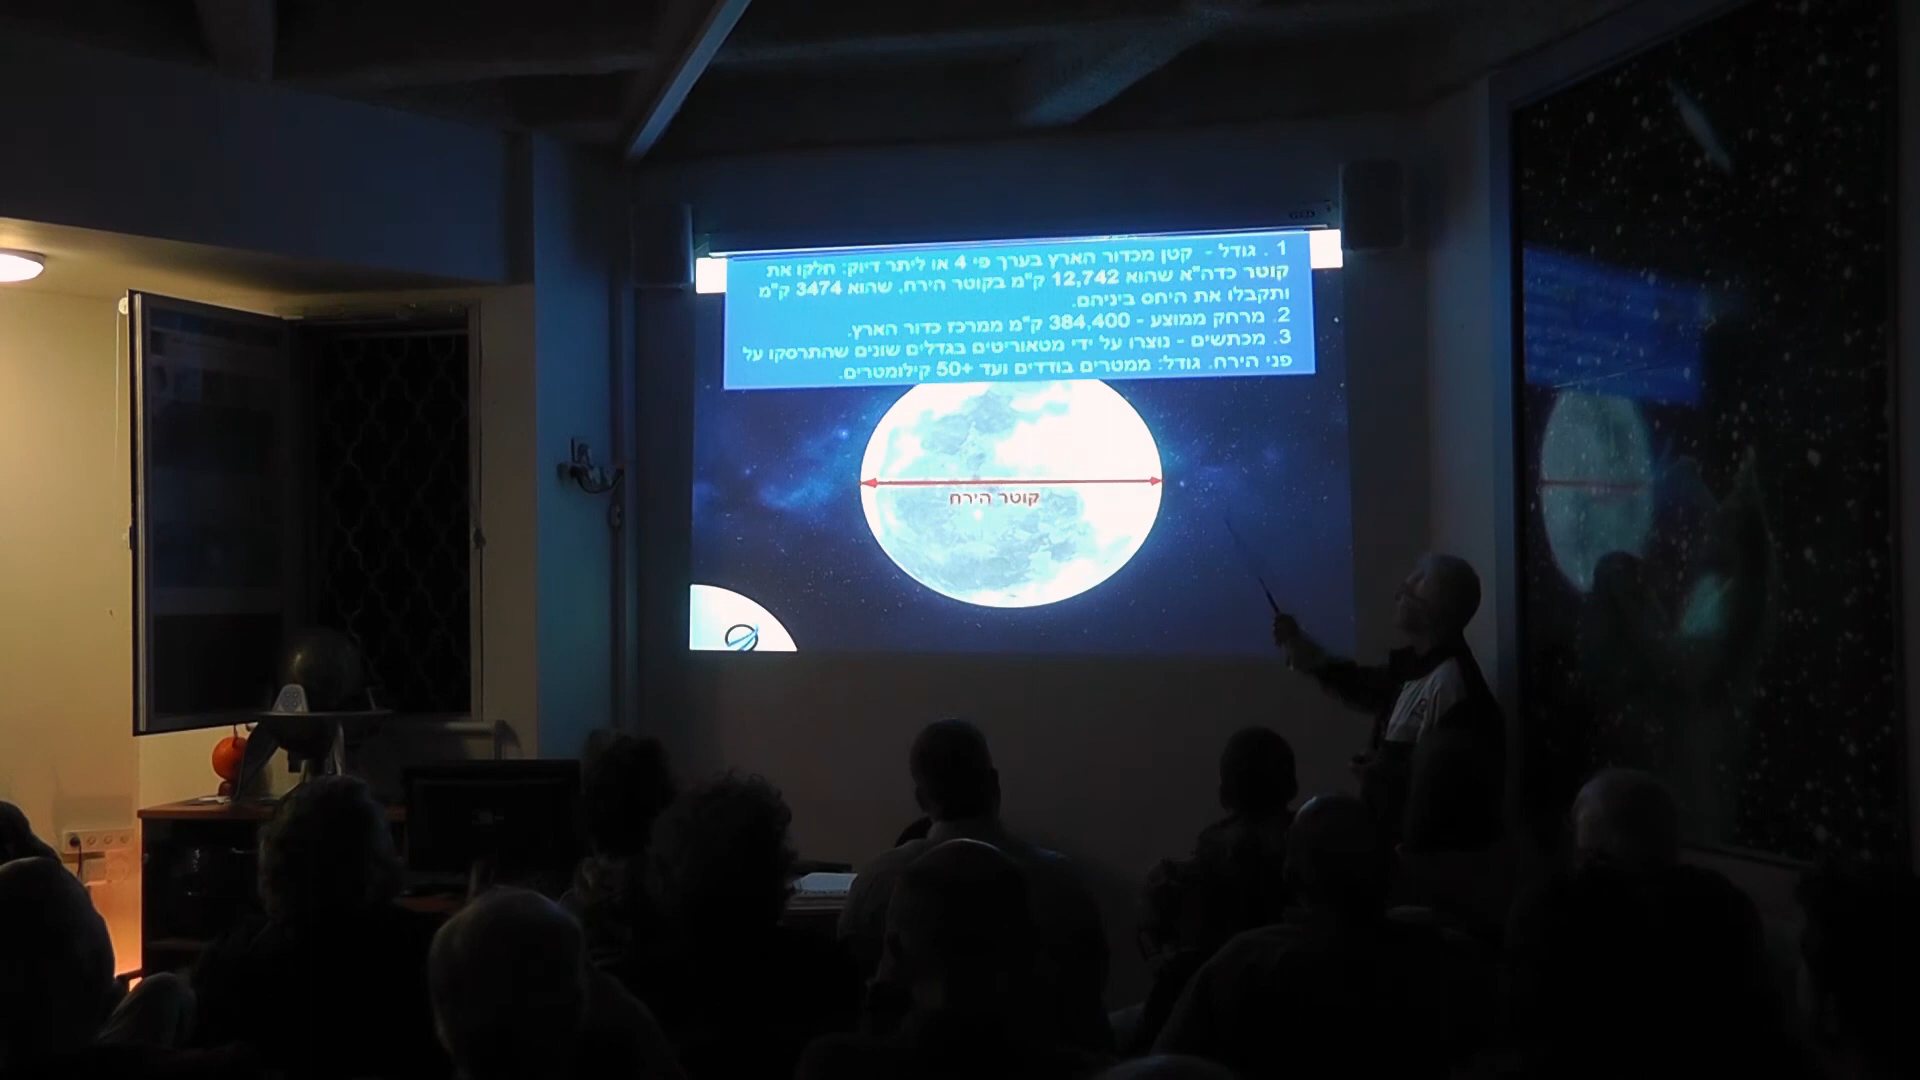 1 . גודל - קטן מכדור הארץ בערך פי 4 או ליתר דיוק: חלקו את
קוטר כדה"א שהוא 12,742 ק"מ בקוטר הירח, שהוא 3474 ק"מ
ותקבלו את היחס ביניהם.
2. מרחק ממוצע - 384,400 ק"מ ממרכז כדור הארץ.
3. מכתשים - נוצרו על ידי מטאוריטים בגדלים שונים שהתרסקו על
פני הירח. גודל: ממטרים בודדים ועד +50 קילומטרים.
קוטר הירח